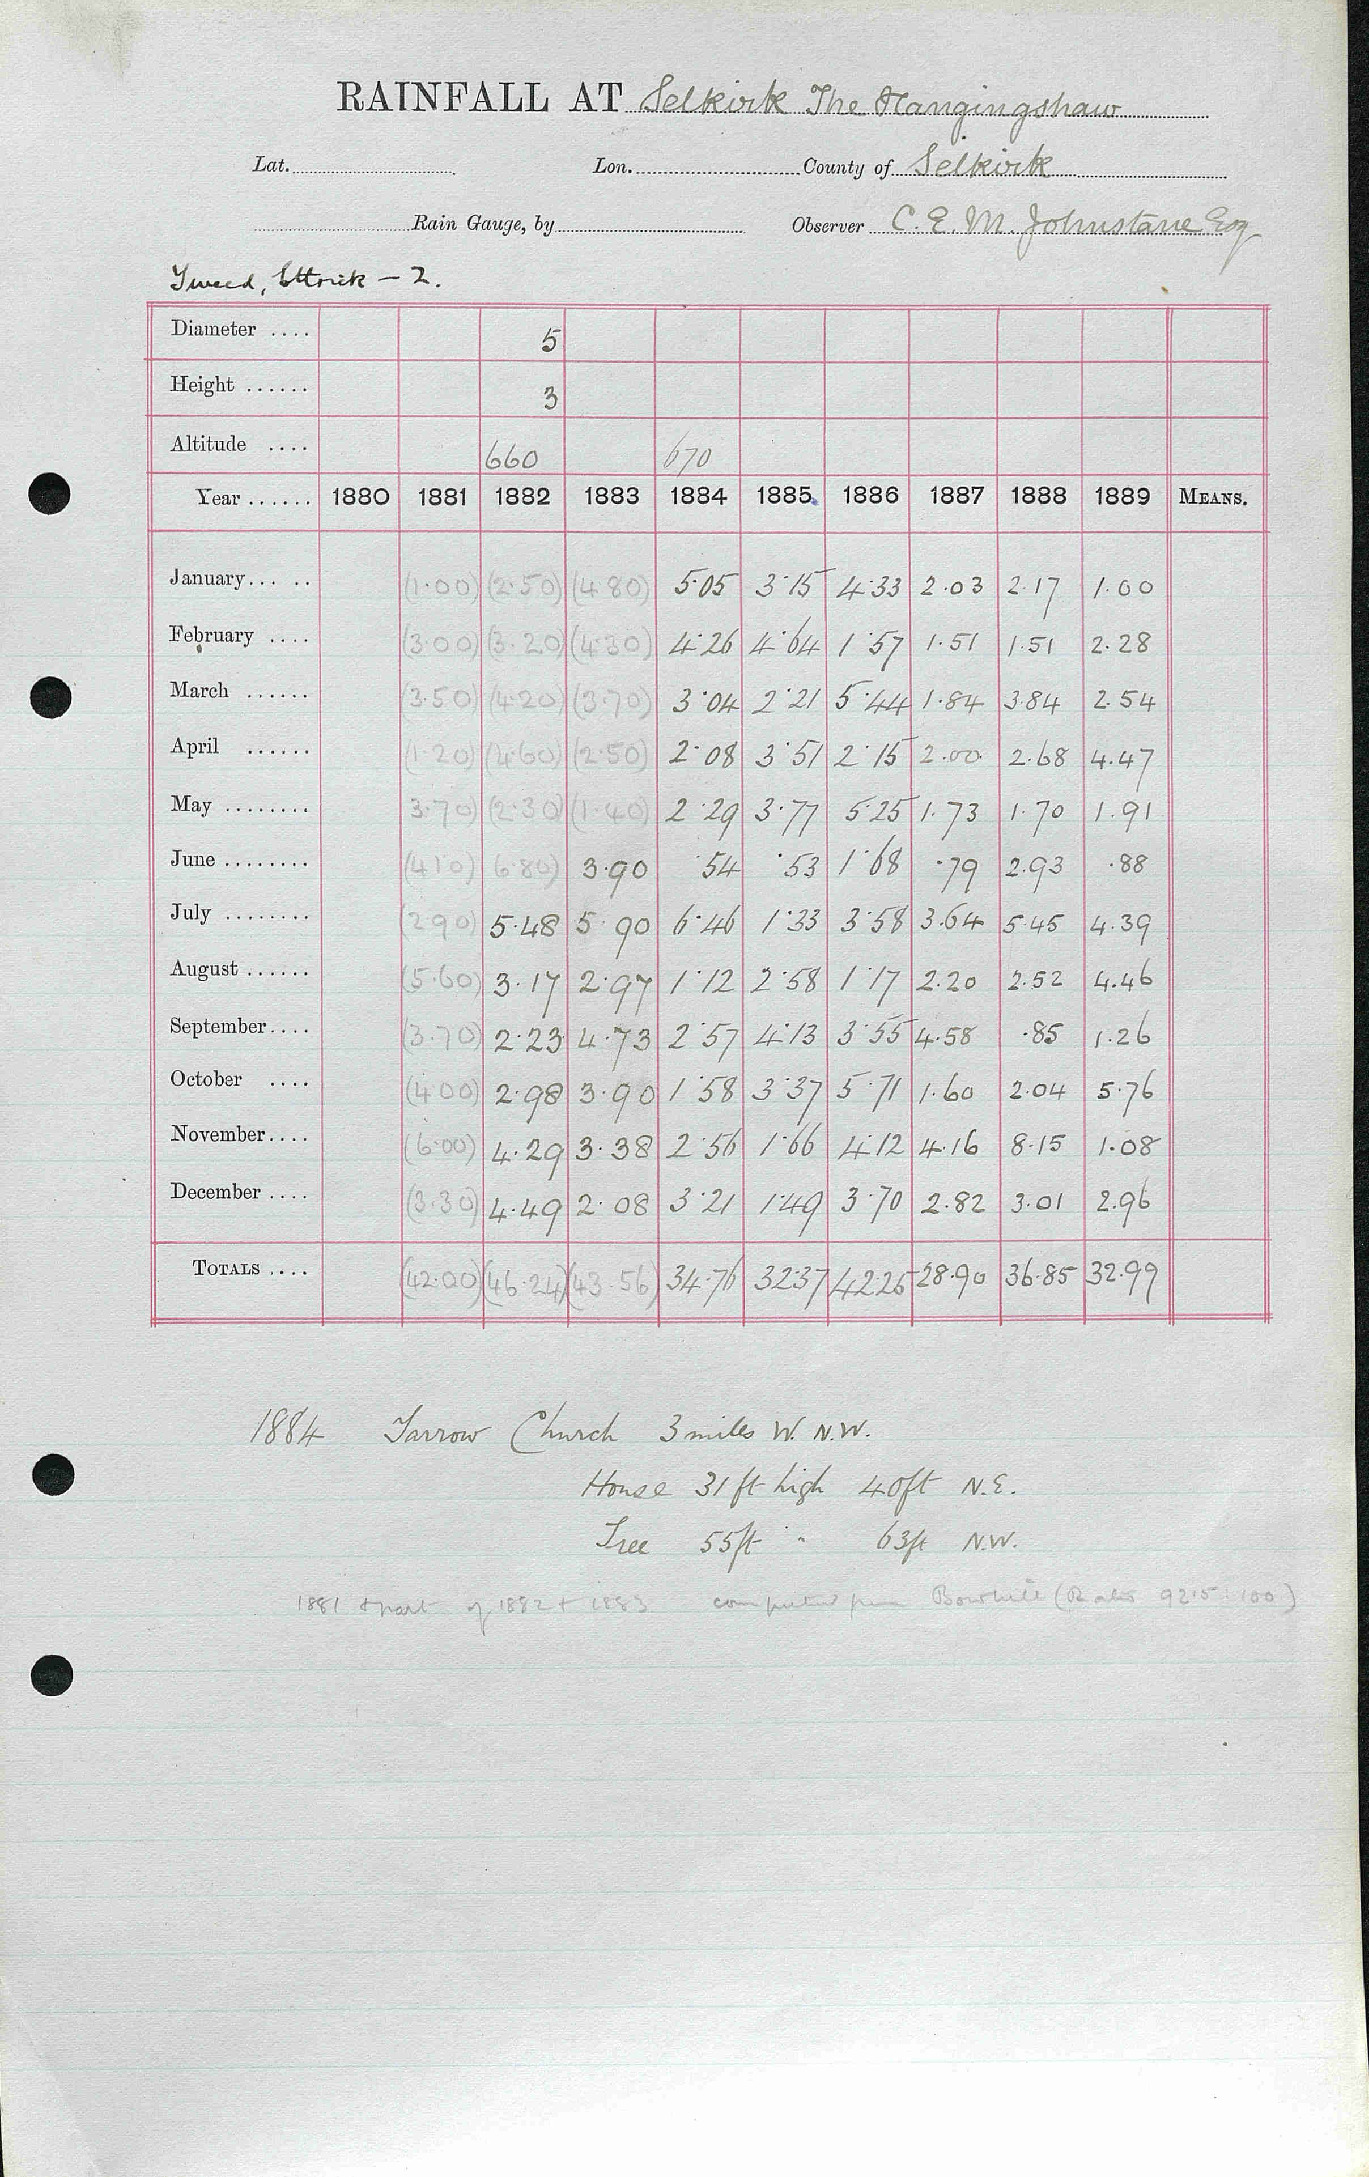 RAINFALL AT Selkirk The Hangingshaw
Lat. Lon. County of Selkirk
Rain Gauge, by Observer C. E. M. Johnstone Esq
Tweed, Ettrick – 2.
Diameter .... 5
Height ...... 3
Altitude .... 660 670
Year ...... 1880 1881 1882 1883 1884 1885 1886 1887 1888 1889 MEANS.
January... .. (1·00) (2·50) (4·80) 5·05 3·15 4·33 2·03 2·17 1·00
February .... (3·00) (3·20) (4·30) 4·26 4·64 1·57 1·51 1·51 2·28
March ...... (3·50) (4·20) (3·70) 3·04 2·21 5·44 1·84 3·84 2·54
April ...... (1·20) (4·60) (2·50) 2·08 3·51 2·15 2·00 2·68 4·47
May ........ 3·70) (2·30) (1·40) 2·29 3·77 5·25 1·73 1·70 1·91
June ........ (4·10) (6·80) 3·90 ·54 ·53 1·68 ·79 2·93 ·88
July ........ (2·90) 5·48 5·90 6·46 1·33 3·58 3·64 5·45 4·39
August ...... (5·60) 3·17 2·97 1·12 2·58 1·17 2·20 2·52 4·46
September.... (3·70) 2·23 4·73 2·57 4·13 3·55 4·58 ·85 1·26
October .... (4·00) 2·98 3·90 1·58 3·37 5·71 1·60 2·04 5·76
November.... (6·00) 4·29 3·38 2·56 1·66 4·12 4·16 8·15 1·08
December .... (3·30) 4·49 2·08 3·21 1·49 3·70 2·82 3·01 2·96
TOTALS .... (42·00) (46·24) (43·56) 34·76 32·37 42·25 28·90 36·85 32·99
1884 Yarrow Church 3 miles W. N.W.
House 31 ft high 40ft N.E.
Tree 55ft " 63ft N.W.
1881 & part of 1882 + 1883 computed from Bowhill (Ratio 92·5 : 100)